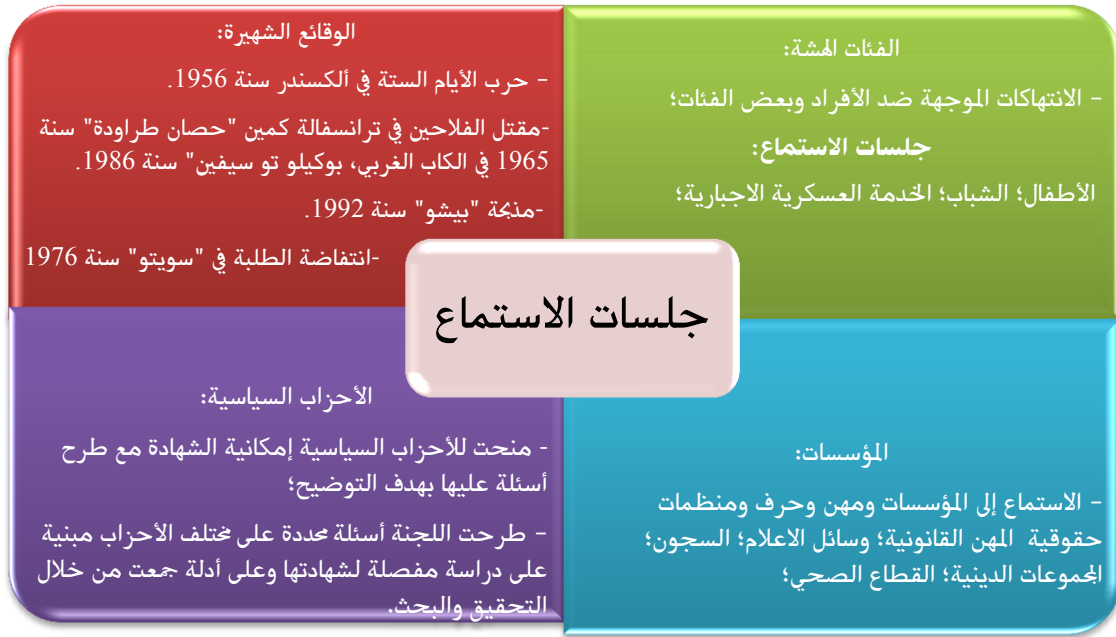 الفئات الهشة:
- الانتهاكات الموجهة ضد الأفراد وبعض الفئات؛
جلسات الاستماع:
الأطفال؛ الشباب؛ الخدمة العسكرية الاجبارية؛
الوقائع الشهيرة:
- حرب الأيام الستة في ألكسندر سنة 1956.
-مقتل الفلاحين في ترانسفالة كمين "حصان طراودة" سنة
1965 في الكاب الغربي، بوكيلو تو سيفين" سنة 1986.
-مذبحة "بيشو" سنة 1992.
-انتفاضة الطلبة في "سويتو" سنة 1976
جلسات الاستماع
المؤسسات:
- الاستماع إلى المؤسسات ومهن وحرف ومنظمات
حقوقية المهن القانونية؛ وسائل الاعلام؛ السجون؛
المجموعات الدينية؛ القطاع الصحي؛
الأحزاب السياسية:
- منحت للأحزاب السياسية إمكانية الشهادة مع طرح
أسئلة عليها بهدف التوضيح؛
- طرحت اللجنة أسئلة محددة على مختلف الأحزاب مبنية
على دراسة مفصلة لشهادتها وعلى أدلة جمعت من خلال
التحقيق والبحث.